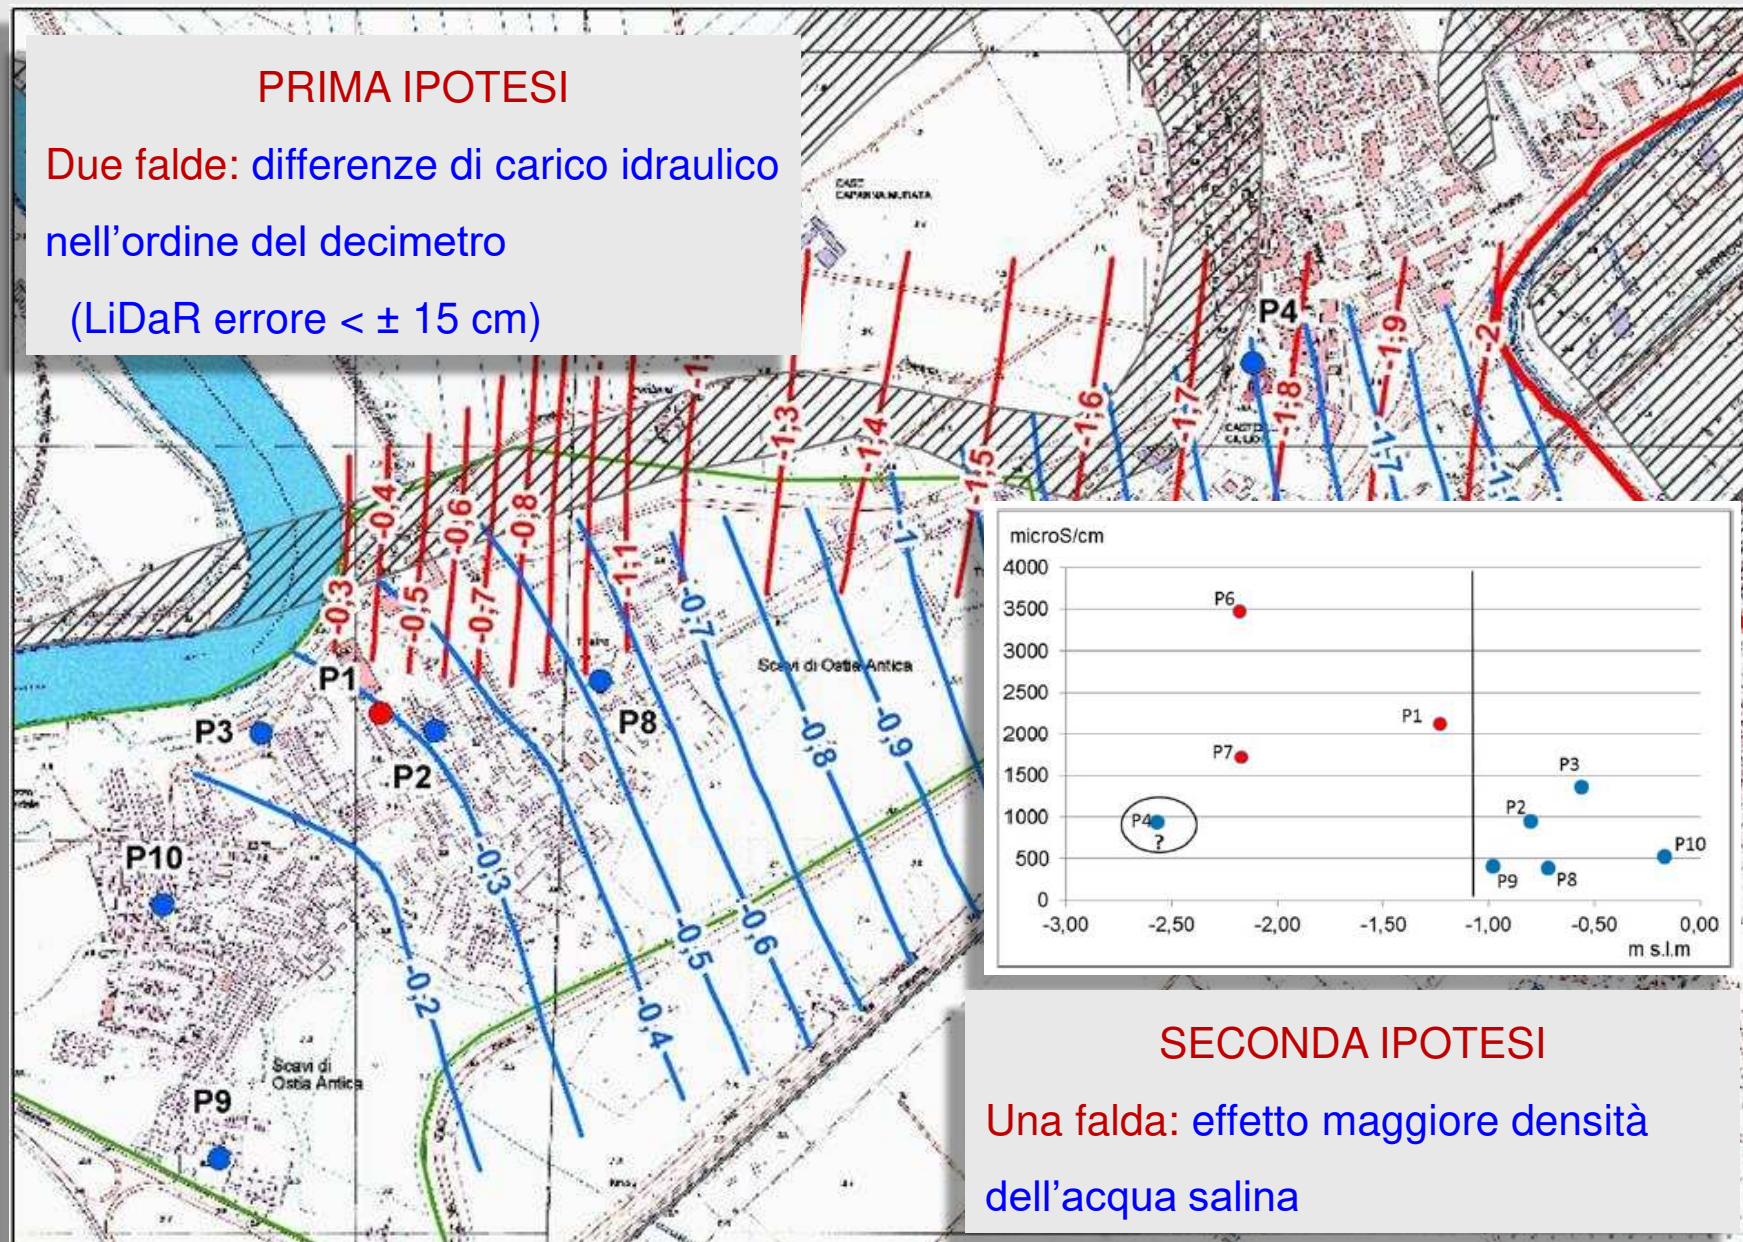 PRIMA IPOTESI
Due falde: differenze di carico idraulico
nell'ordine del decimetro
(LiDaR errore < ± 15 cm)
CASE
CAPANNA MURATA
P4
-1,3
-1,4
-1,5
-1,6
-1,7
-1,8
-1,9
-2
-1,7
-0,3
-0,4
-0,5
-0,6
-0,7
-0,8
-1,1
-1
Scavi di Ostia Antica
P1
P3
P2
P8
P10
P9
-0,7
-0,8
-0,9
-0,3
-0,2
-0,6
-0,5
-0,4
Scavi di
Ostia Antica
microS/cm
4000
3500
3000
2500
2000
1500
1000
500
0
P6
P1
P7
P3
P4
?
P2
P10
P9
P8
-3,00 -2,50 -2,00 -1,50 -1,00 -0,50 0,00
m s.l.m
SECONDA IPOTESI
Una falda: effetto maggiore densità
dell'acqua salina